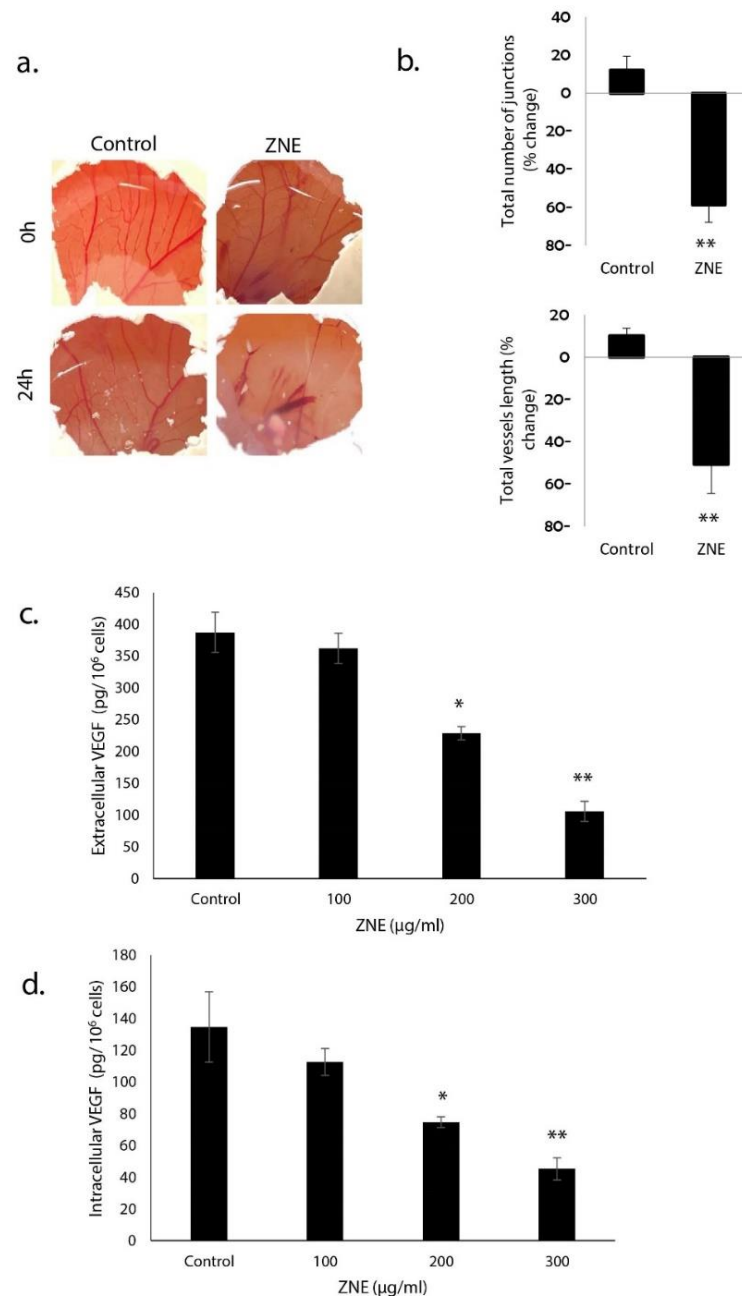 a.
Control ZNE
0h
24h
b.
Total number of junctions
(% change)
40
20
0
20-
40-
60-
80-
**
Control ZNE
Total vessels length (%
change)
20
0
20-
40-
60-
80-
**
Control ZNE
c.
Extracellular VEGF (pg/10⁶ cells)
450
400
350
300
250
200
150
100
50
0
*
**
Control 100 200 300
ZNE (µg/ml)
d.
Intracellular VEGF (pg/10⁶ cells)
180
160
140
120
100
80
60
40
20
0
*
**
Control 100 200 300
ZNE (µg/ml)